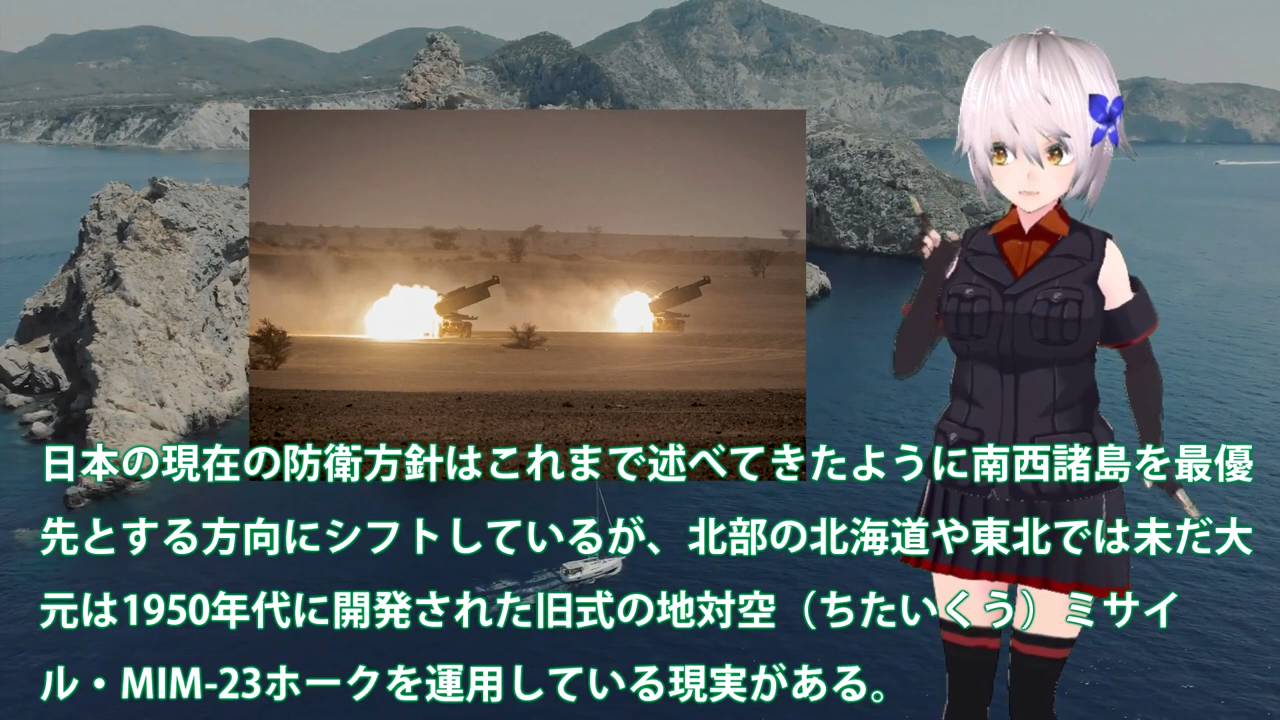 日本の現在の防衛方針はこれまで述べてきたように南西諸島を最優
先とする方向にシフトしているが、北部の北海道や東北では未だ大
元は1950年代に開発された旧式の地対空（ちたいくう）ミサイ
ル・MIM-23ホークを運用している現実がある。